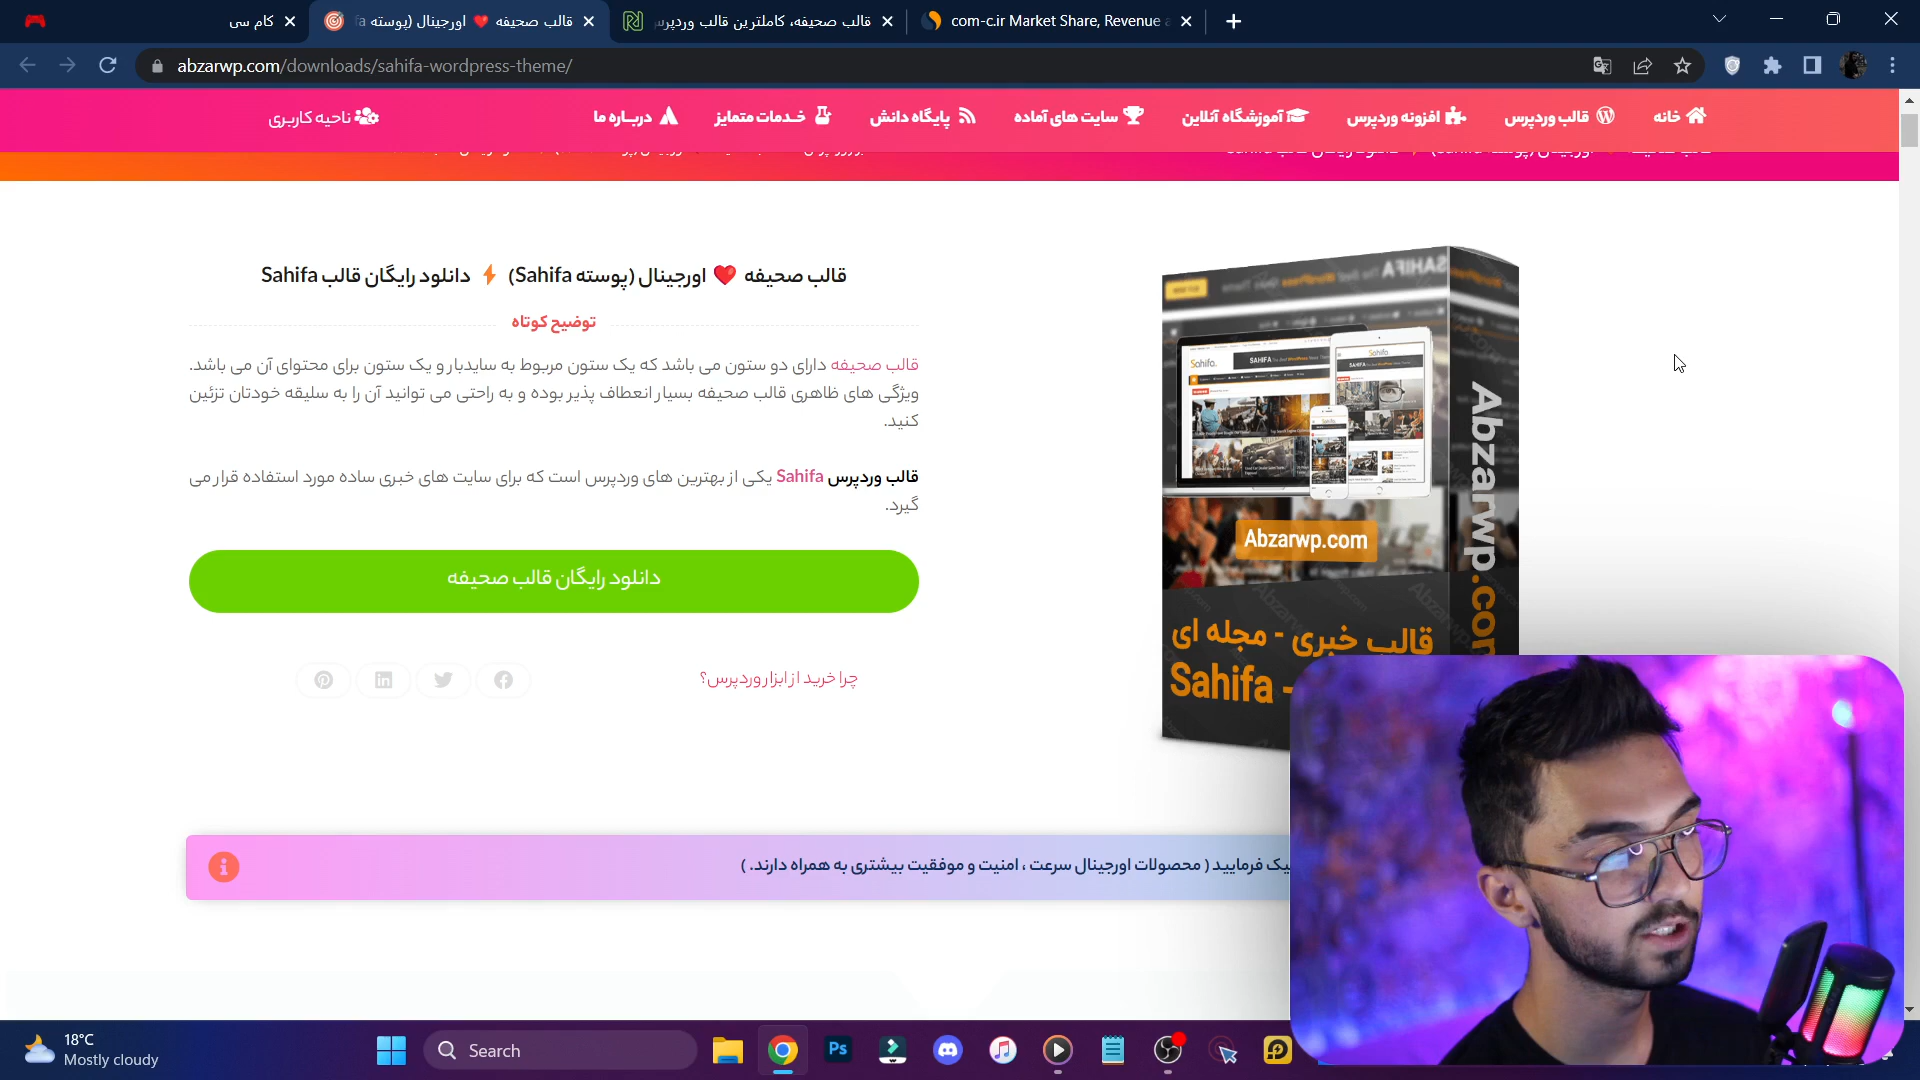 کام سی
قالب صحیفه ❤️ اورجینال (پوسته
قالب صحیفه، کاملترین قالب وردپرس
com-c.ir Market Share, Revenue
abzarwp.com/downloads/sahifa-wordpress-theme/
خانه
قالب وردپرس
افزونه وردپرس
آموزشگاه آنلاین
سایت های آماده
پایگاه دانش
خدمات متمایز
درباره ما
ناحیه کاربری
قالب صحیفه ❤️ اورجینال (پوسته Sahifa) ⚡ دانلود رایگان قالب Sahifa
توضیح کوتاه
قالب صحیفه دارای دو ستون می باشد که یک ستون مربوط به سایدبار و یک ستون برای محتوای آن می باشد.
ویژگی های ظاهری قالب صحیفه بسیار انعطاف پذیر بوده و به راحتی می توانید آن را به سلیقه خودتان تزئین
کنید.
قالب وردپرس Sahifa یکی از بهترین های وردپرس است که برای سایت های خبری ساده مورد استفاده قرار می
گیرد.
دانلود رایگان قالب صحیفه
چرا خرید از ابزار وردپرس؟
SAHIFA
Sahifa.
Abzarwp.com
Abzarwp.com
قالب خبری - مجله ای
Sahifa -
یک فرمایید ( محصولات اورجینال سرعت ، امنیت و موفقیت بیشتری به همراه دارند. )
18°C
Mostly cloudy
Search
Ps